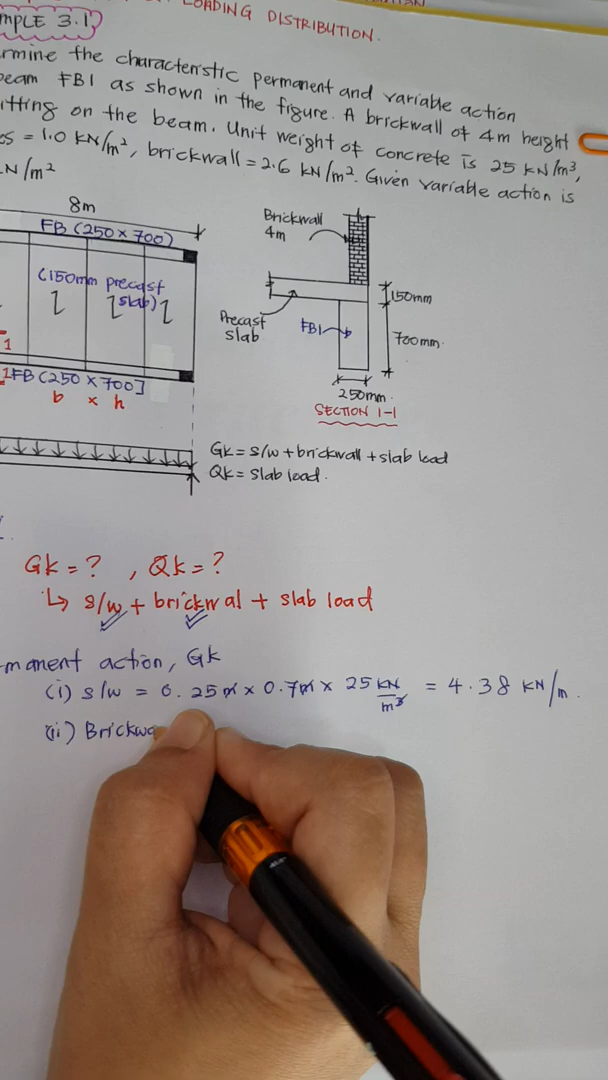 LOADING DISTRIBUTION.
MPLE 3.1
rmine the characteristic permanent and variable action
beam FB1 as shown in the figure. A brickwall of 4m height
itting on the beam. Unit weight of concrete is 25 kN/m³,
es = 1.0 kN/m², brickwall = 2.6 kN/m². Given variable action is
N/m²
8m
FB (250 x 700)
(150mm precast
slab)
1
1FB (250 x 700]
b x h
Brickwall
4m
Precast
slab
FB1
150mm
700mm.
250mm.
SECTION 1-1
Gk = s/w + brickwall + slab load
Qk = slab load.
Gk = ? , Qk = ?
↳ s/w + brickwal + slab load
manent action, Gk
(i) s/w = 0.25m x 0.7m x 25 kN/m³ = 4.38 kN/m.
(ii) Brickwa